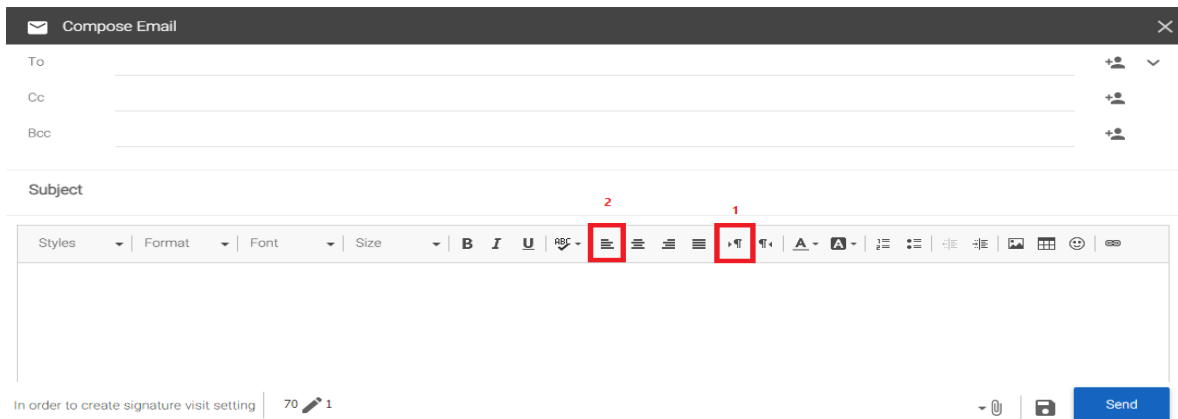 Compose Email
To
Cc
Bcc
Subject
2
1
Styles Format Font Size B I U ABC A A
In order to create signature visit setting 70 1 Send